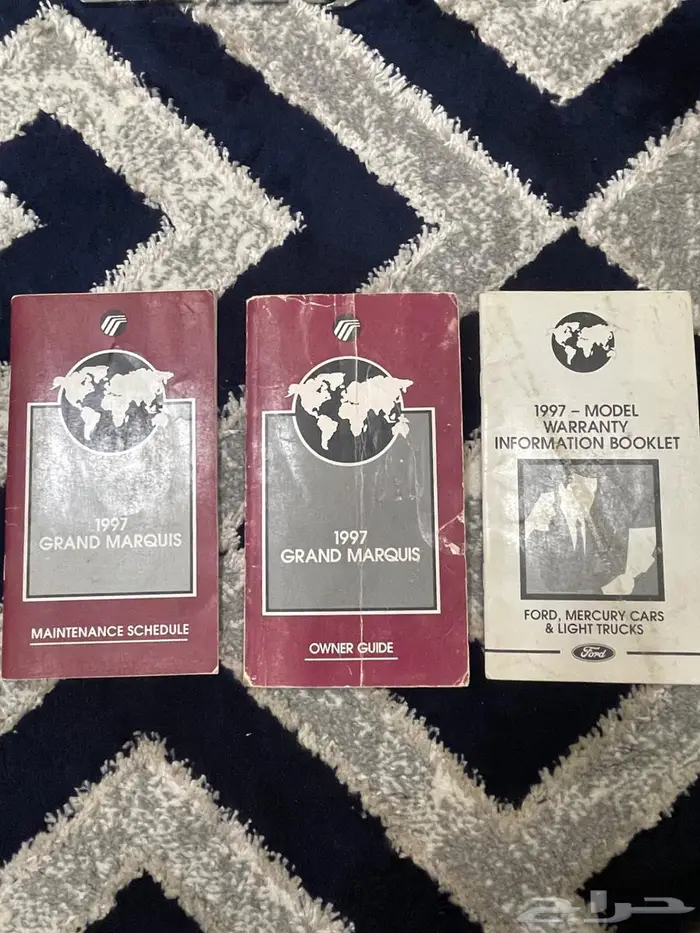 1997
GRAND MARQUIS
MAINTENANCE SCHEDULE
1997
GRAND MARQUIS
OWNER GUIDE
1997 – MODEL
WARRANTY
INFORMATION BOOKLET
FORD, MERCURY CARS
& LIGHT TRUCKS
Ford
حراج